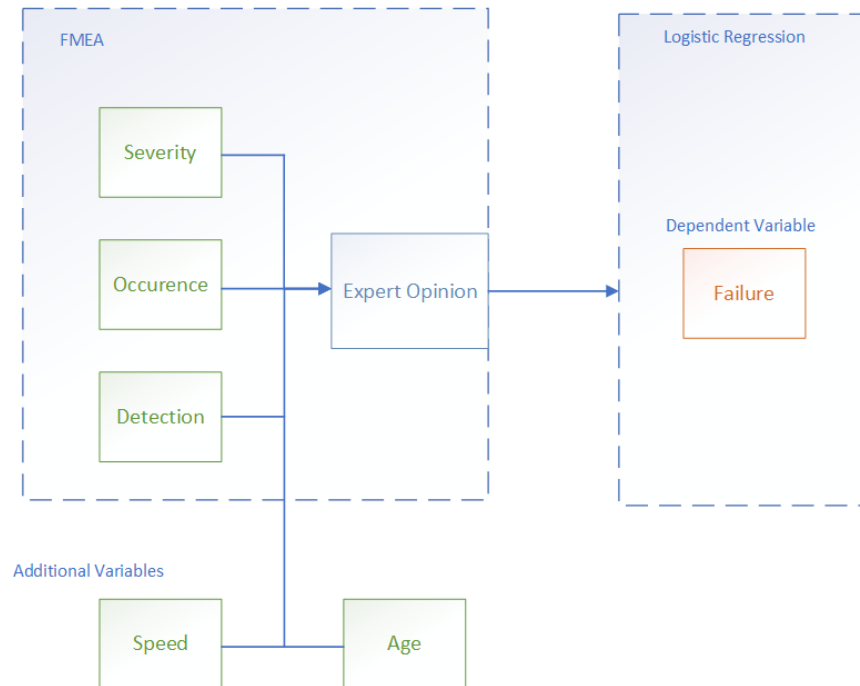 FMEA
Logistic Regression
Severity
Dependent Variable
Occurence
Expert Opinion
Failure
Detection
Additional Variables
Speed
Age